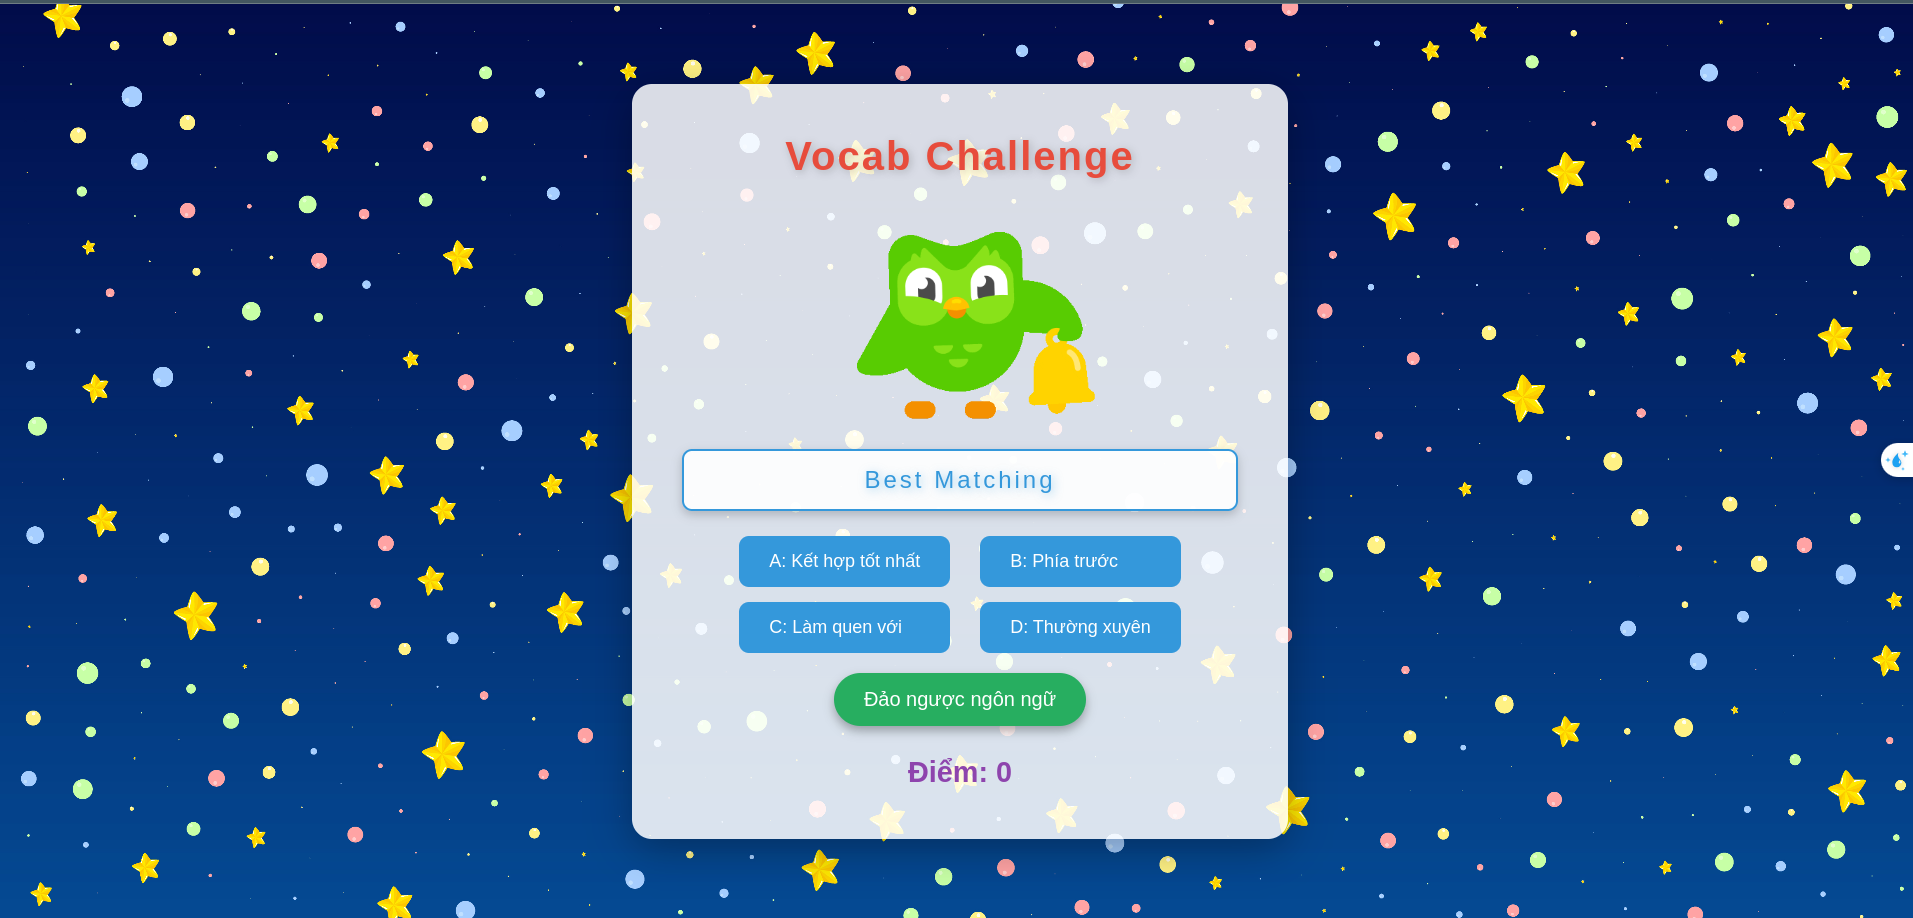 Vocab Challenge
Best Matching
A: Kết hợp tốt nhất
B: Phía trước
C: Làm quen với
D: Thường xuyên
Đảo ngược ngôn ngữ
Điểm: 0